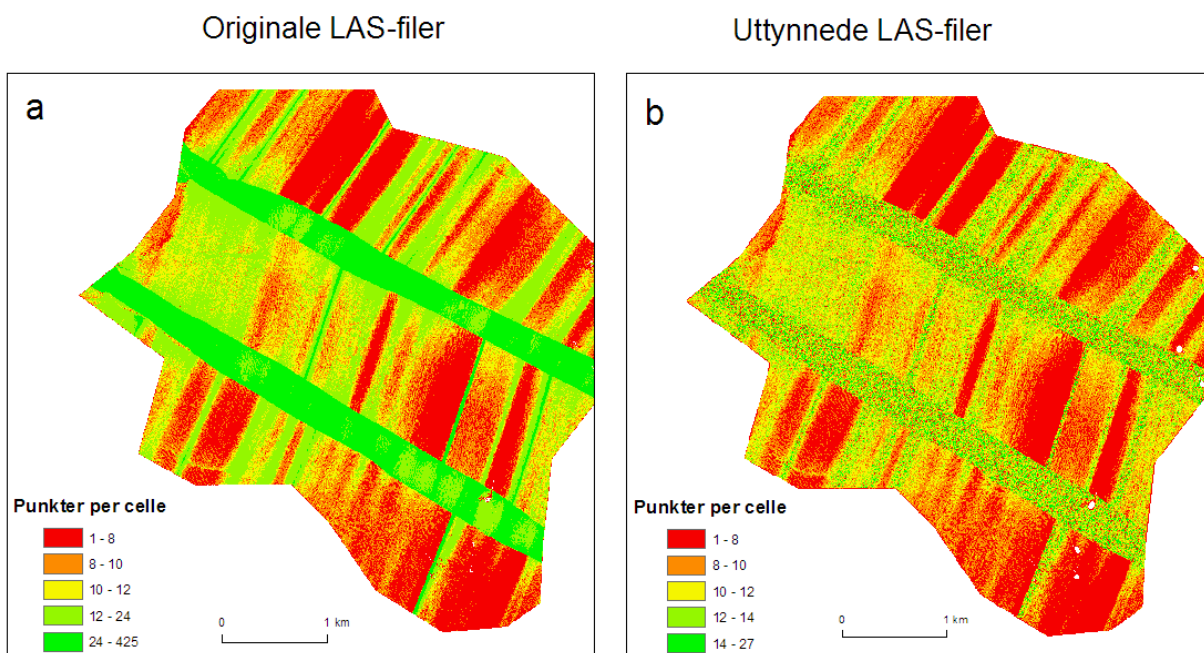 Originale LAS-filer
Uttynnede LAS-filer
a
Punkter per celle
1 - 8
8 - 10
10 - 12
12 - 24
24 - 425
0 1 km
b
Punkter per celle
1 - 8
8 - 10
10 - 12
12 - 14
14 - 27
0 1 km